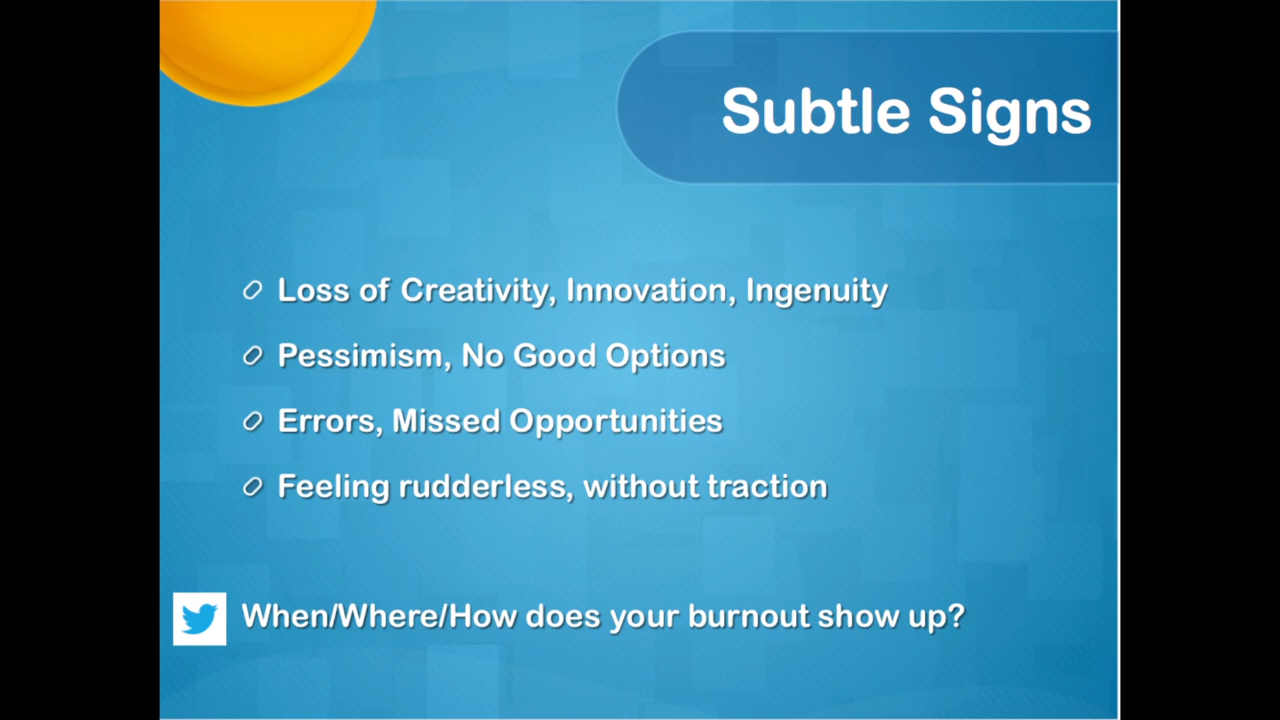 Subtle Signs
Loss of Creativity, Innovation, Ingenuity
Pessimism, No Good Options
Errors, Missed Opportunities
Feeling rudderless, without traction
When/Where/How does your burnout show up?